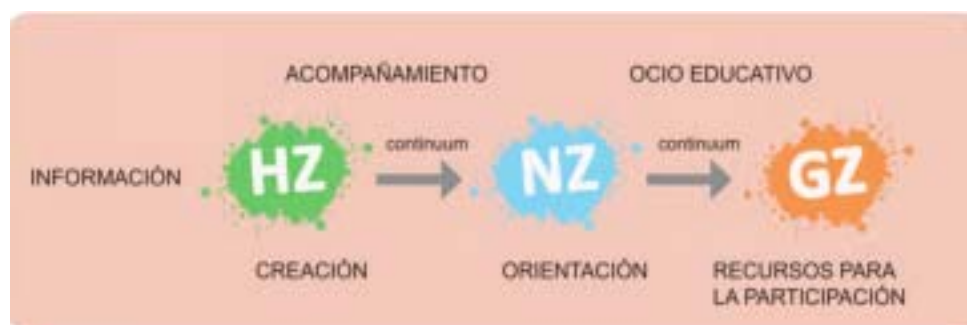 ACOMPAÑAMIENTO
OCIO EDUCATIVO
INFORMACIÓN
HZ
continuum
NZ
continuum
GZ
CREACIÓN
ORIENTACIÓN
RECURSOS PARA
LA PARTICIPACIÓN